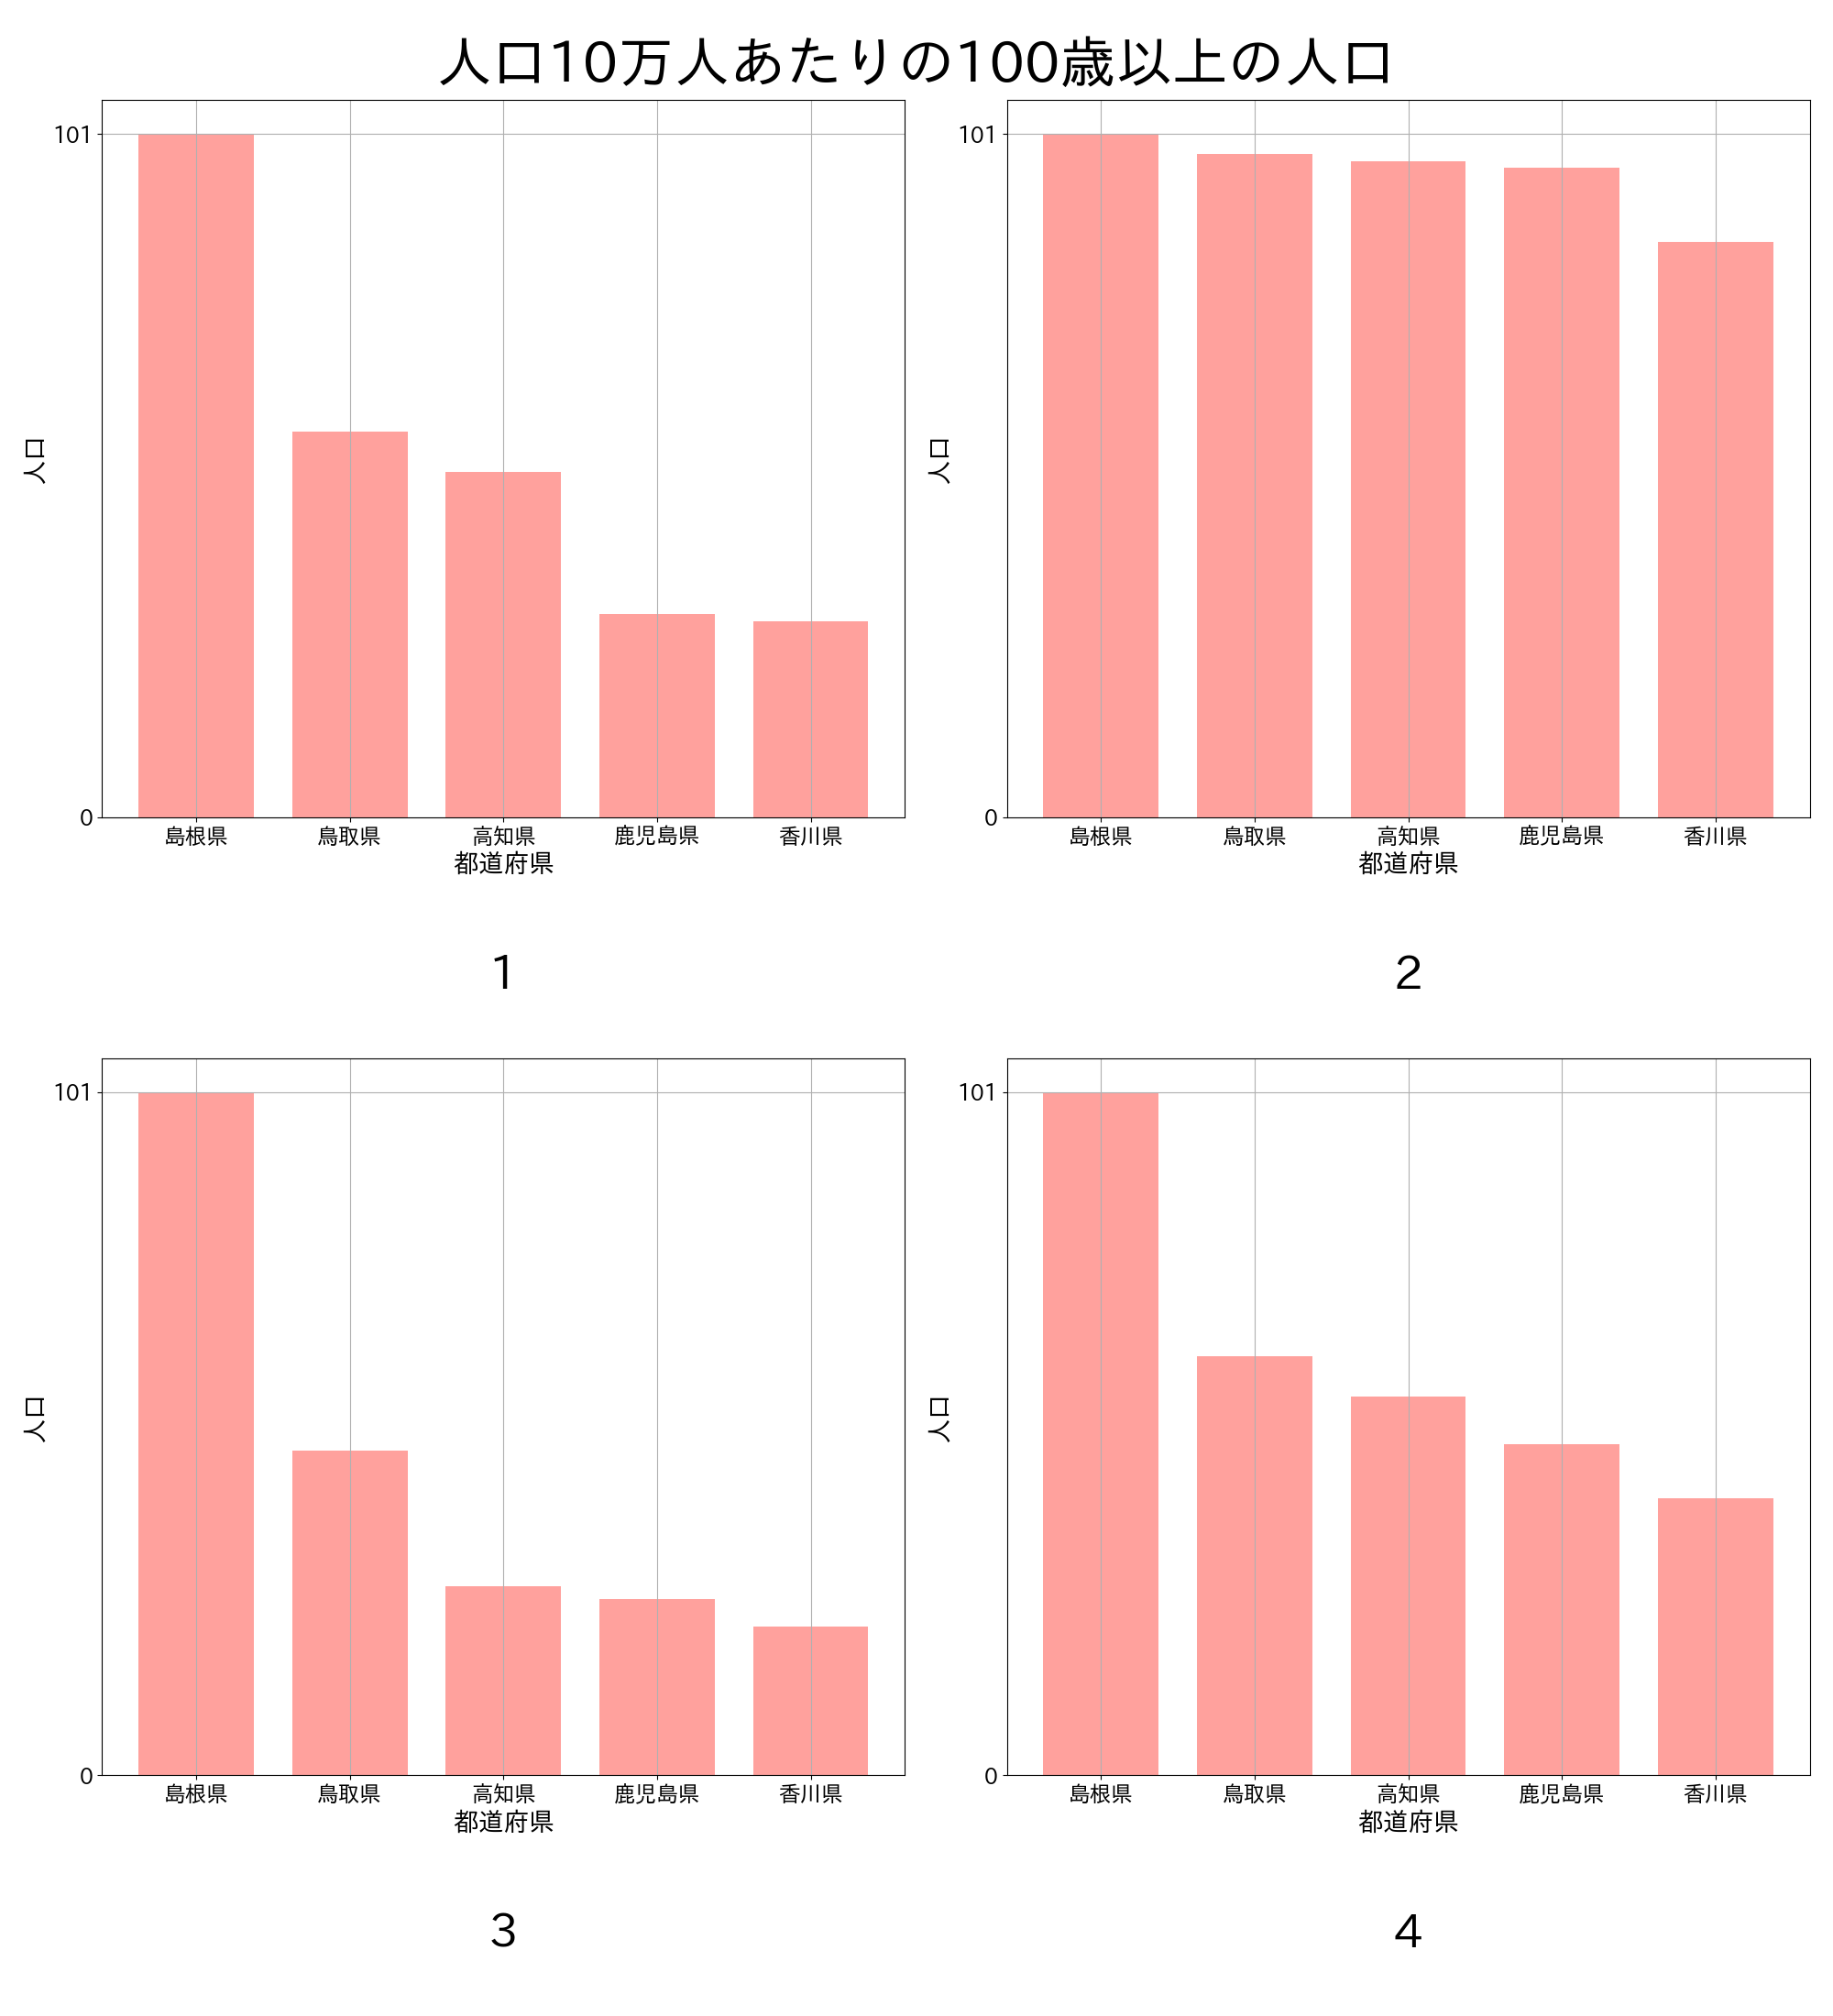 人口10万人あたりの100歳以上の人口
101
0
人口
島根県 鳥取県 高知県 鹿児島県 香川県
都道府県
1
101
0
人口
島根県 鳥取県 高知県 鹿児島県 香川県
都道府県
2
101
0
人口
島根県 鳥取県 高知県 鹿児島県 香川県
都道府県
3
101
0
人口
島根県 鳥取県 高知県 鹿児島県 香川県
都道府県
4